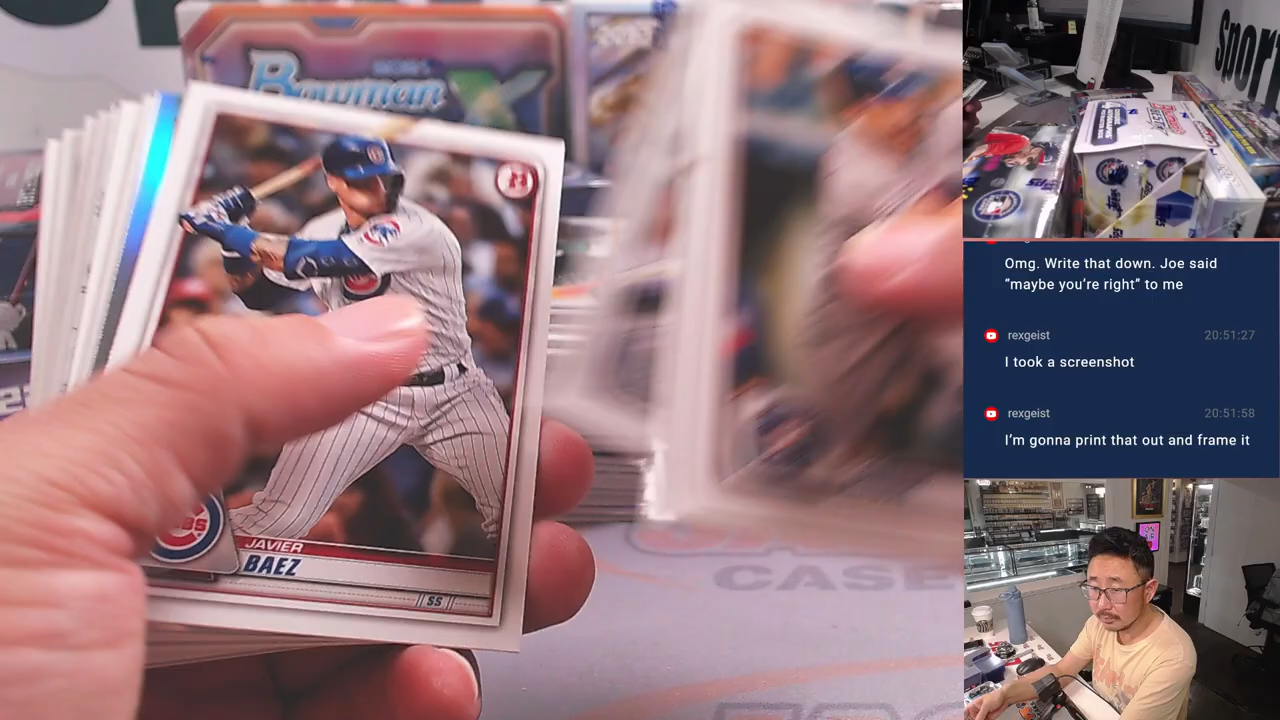 Bowman X
JAVIER
BAEZ
SS
CASE
Spor
Omg. Write that down. Joe said
“maybe you’re right” to me
rexgeist 20:51:27
I took a screenshot
rexgeist 20:51:58
I’m gonna print that out and frame it